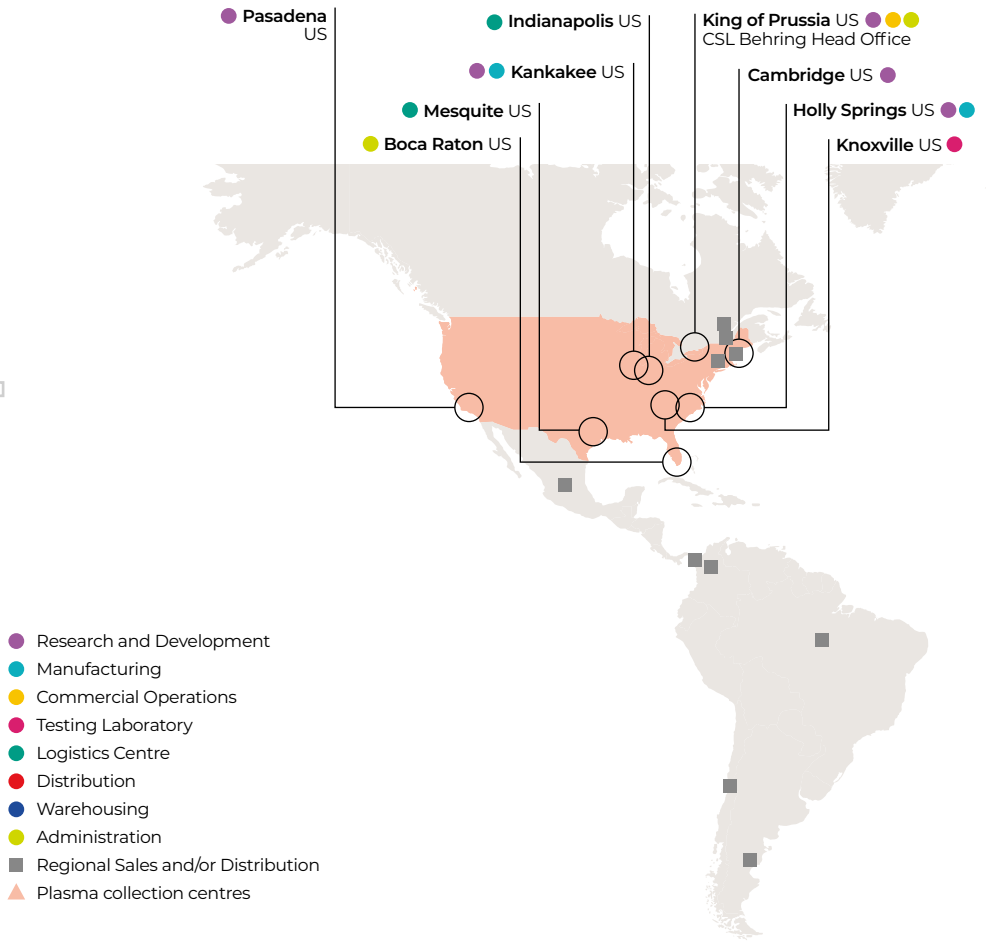 Pasadena
US
Indianapolis US
King of Prussia US
CSL Behring Head Office
Kankakee US
Cambridge US
Mesquite US
Holly Springs US
Boca Raton US
Knoxville US
Research and Development
Manufacturing
Commercial Operations
Testing Laboratory
Logistics Centre
Distribution
Warehousing
Administration
Regional Sales and/or Distribution
Plasma collection centres